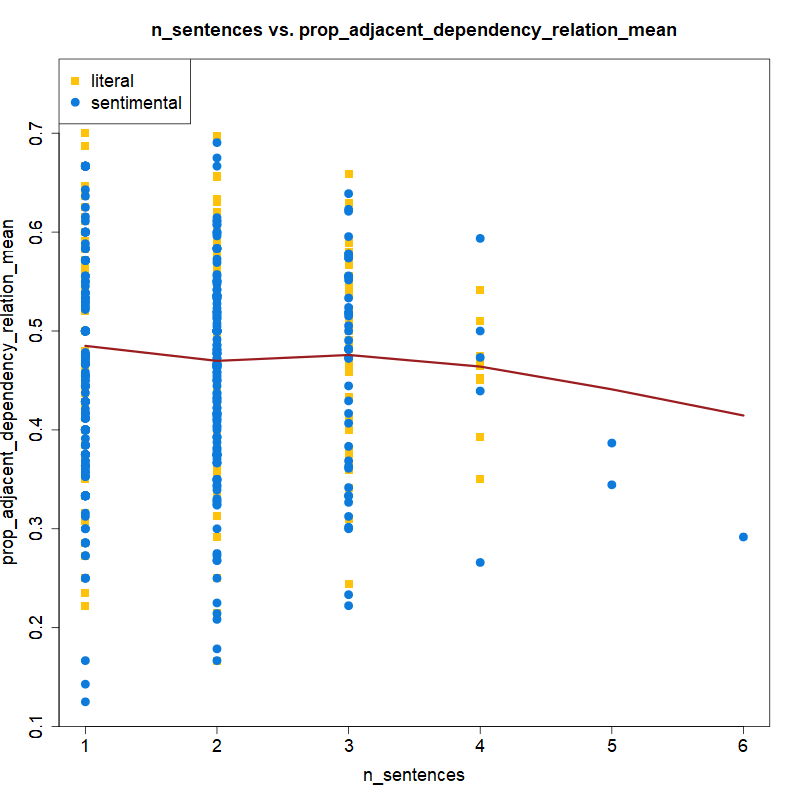 n_sentences vs. prop_adjacent_dependency_relation_mean
literal
sentimental
prop_adjacent_dependency_relation_mean
0.7
0.6
0.5
0.4
0.3
0.2
0.1
1 2 3 4 5 6
n_sentences